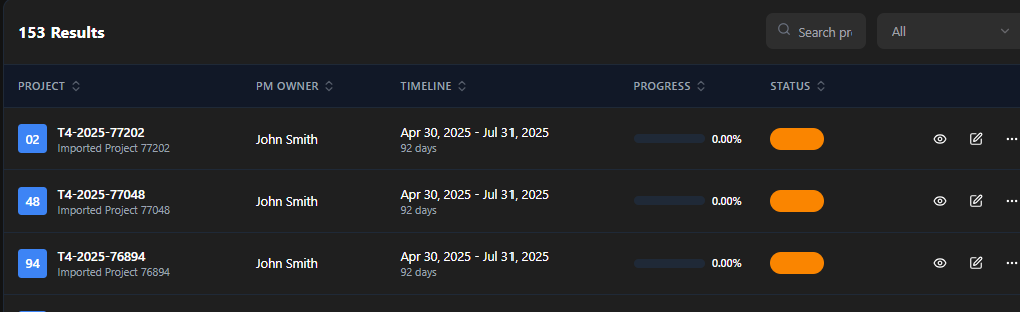 153 Results
Search pr
All
PROJECT PM OWNER TIMELINE PROGRESS STATUS
02 T4-2025-77202 John Smith Apr 30, 2025 - Jul 31, 2025 0.00%
Imported Project 77202 92 days
48 T4-2025-77048 John Smith Apr 30, 2025 - Jul 31, 2025 0.00%
Imported Project 77048 92 days
94 T4-2025-76894 John Smith Apr 30, 2025 - Jul 31, 2025 0.00%
Imported Project 76894 92 days